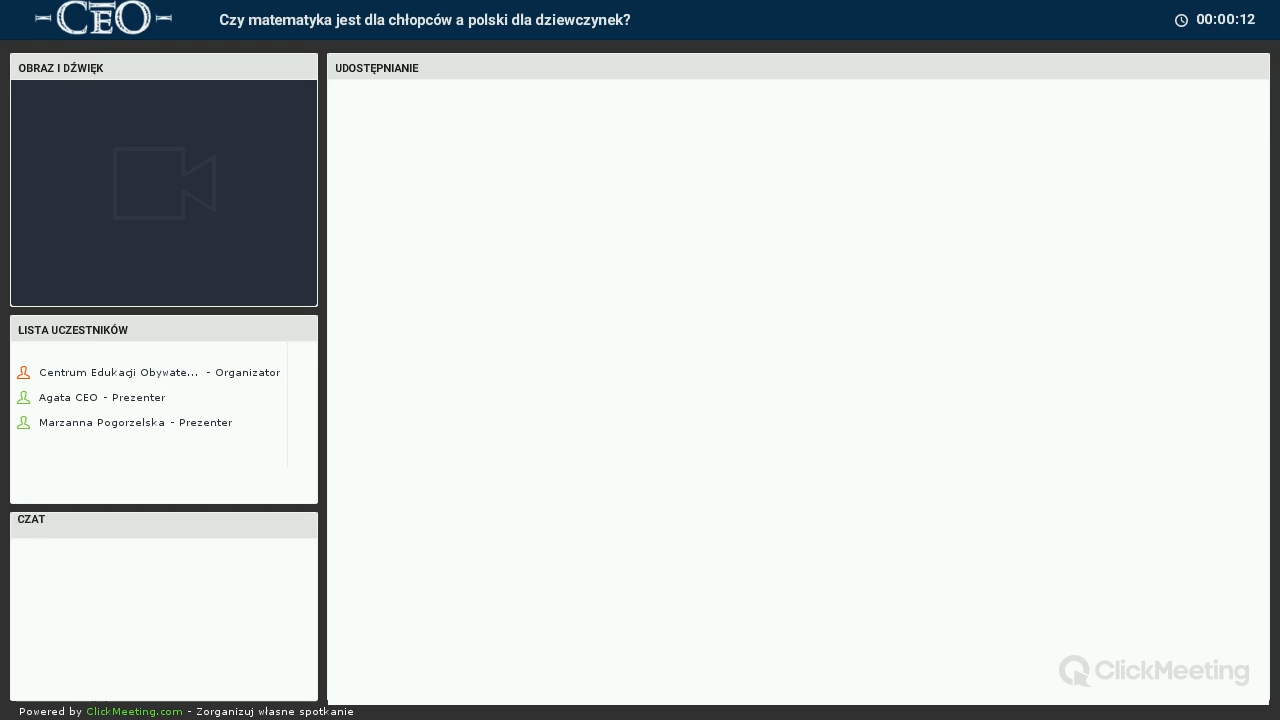 CEO
Czy matematyka jest dla chłopców a polski dla dziewczynek?
00:00:12
OBRAZ I DŹWIĘK
UDOSTĘPNIANIE
LISTA UCZESTNIKÓW
Centrum Edukacji Obywate... - Organizator
Agata CEO - Prezenter
Marzanna Pogorzelska - Prezenter
CZAT
ClickMeeting
Powered by ClickMeeting.com - Zorganizuj własne spotkanie